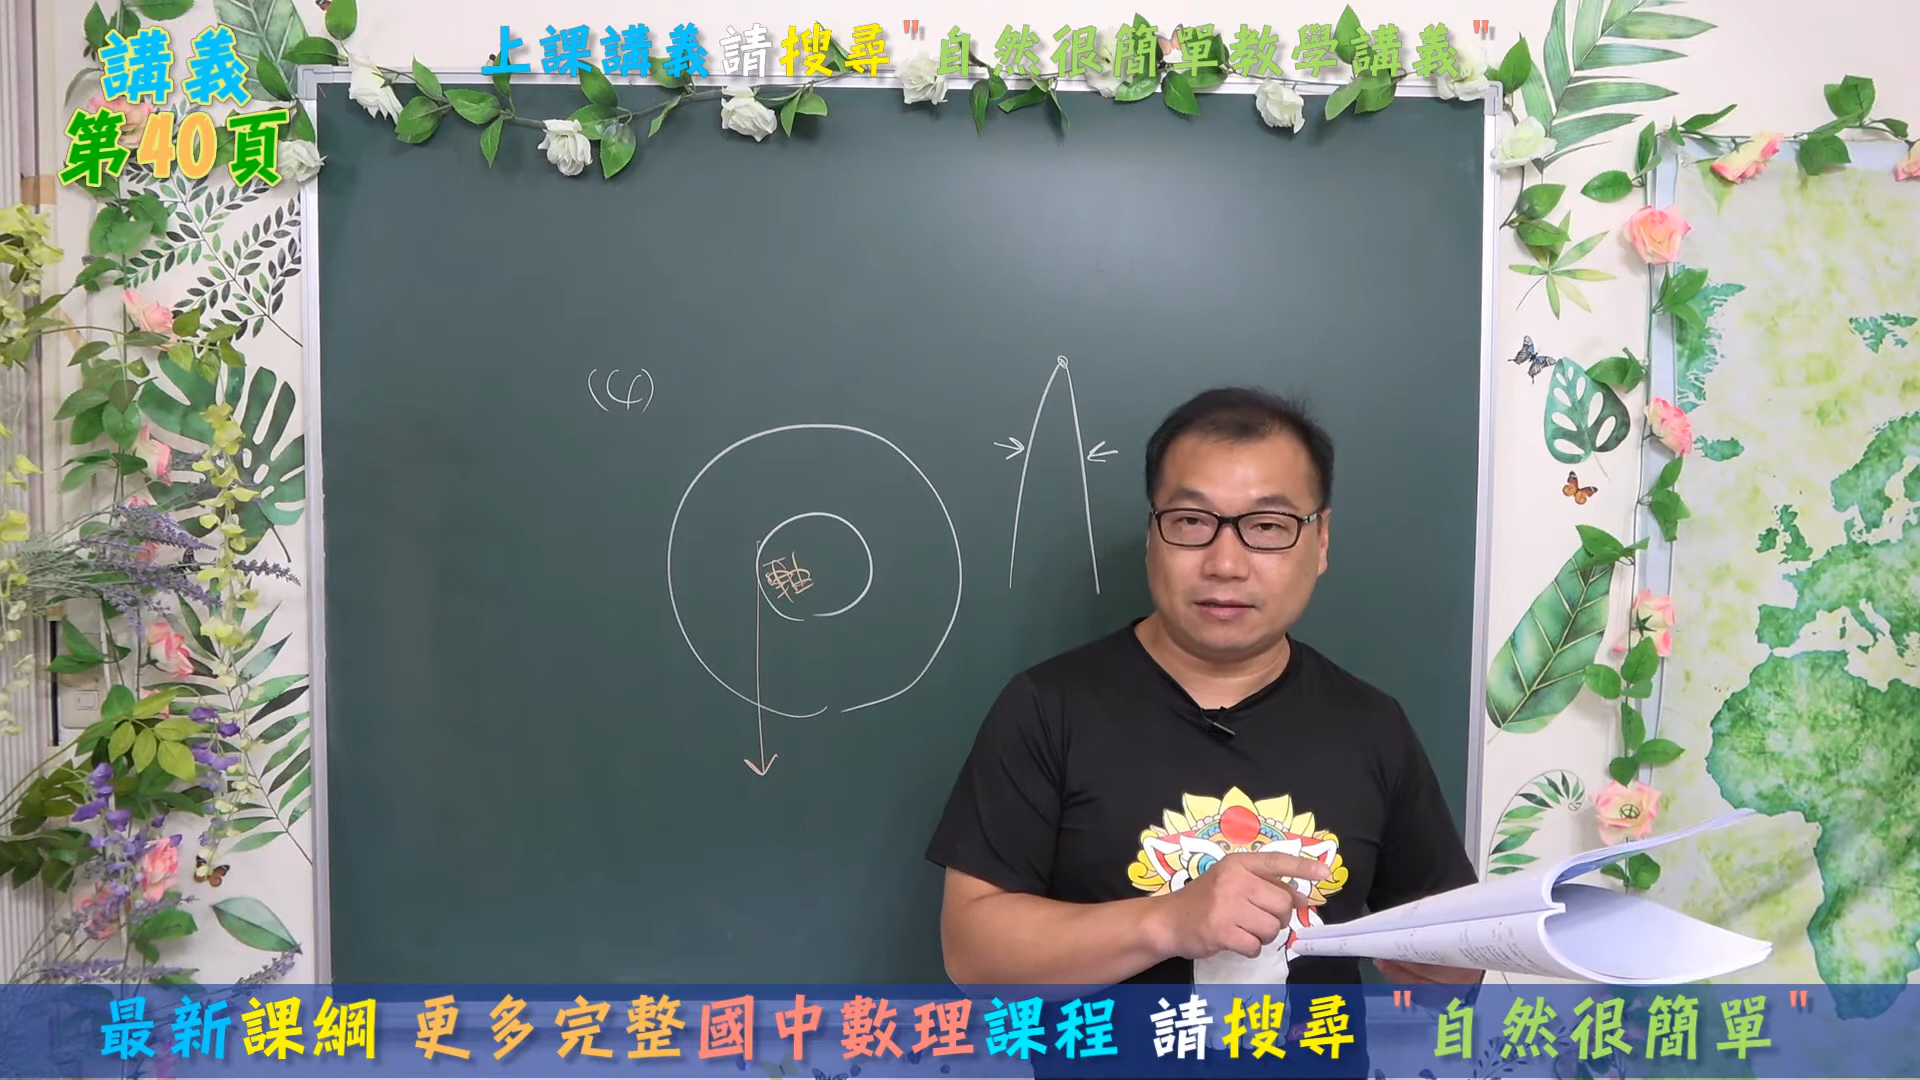 上課講義請搜尋"自然很簡單教學講義"
講義
第40頁
(4)
軸
最新課綱 更多完整國中數理課程 請搜尋"自然很簡單"